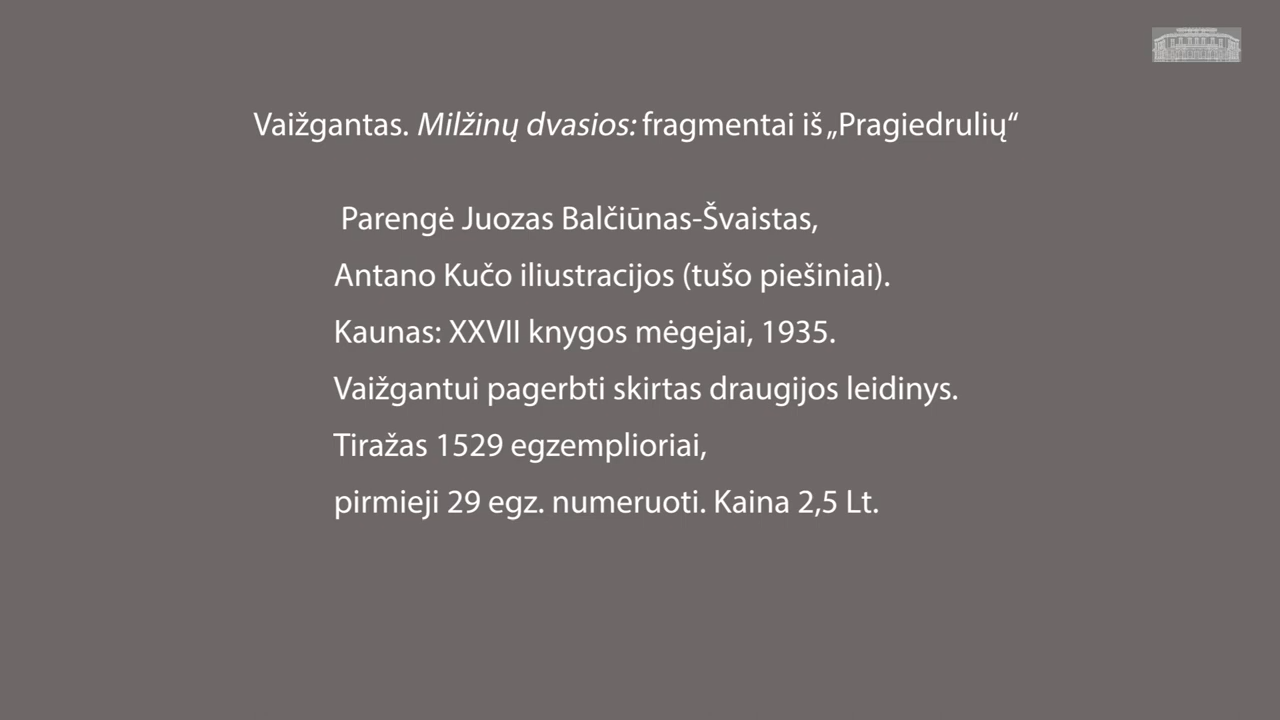 Vaižgantas. Milžinų dvasios: fragmentai iš „Pragiedrulių“
Parengė Juozas Balčiūnas-Švaistas,
Antano Kučo iliustracijos (tušo piešiniai).
Kaunas: XXVII knygos mėgejai, 1935.
Vaižgantui pagerbti skirtas draugijos leidinys.
Tiražas 1529 egzemplioriai,
pirmieji 29 egz. numeruoti. Kaina 2,5 Lt.